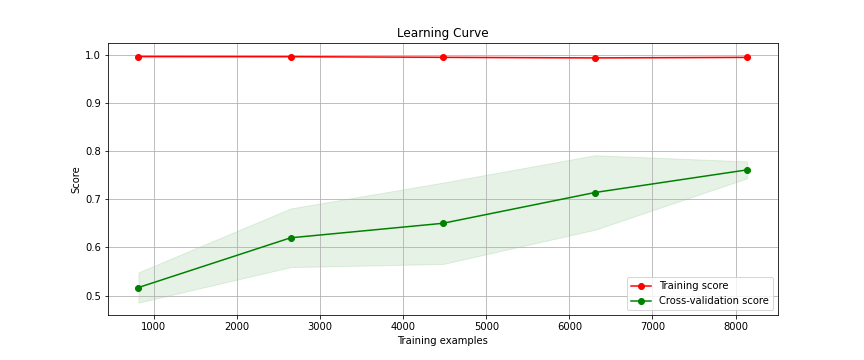 Learning Curve
1.0
0.9
0.8
0.7
0.6
0.5
Score
1000 2000 3000 4000 5000 6000 7000 8000
Training examples
Training score
Cross-validation score